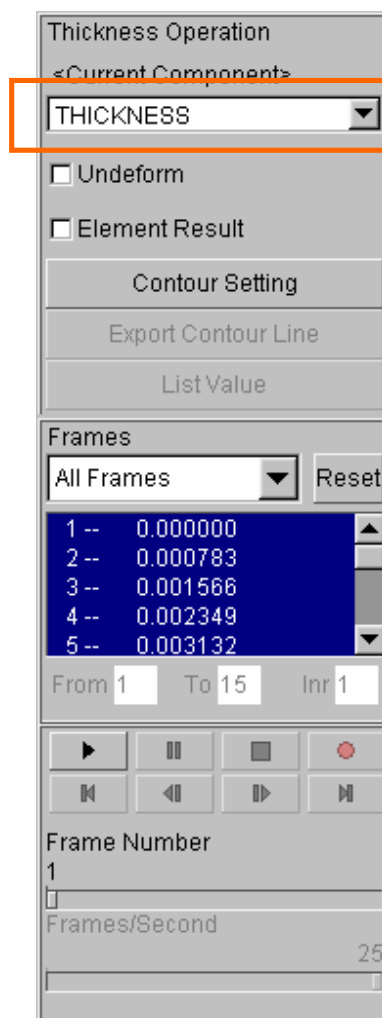 Thickness Operation
<Current Component>
THICKNESS
Undeform
Element Result
Contour Setting
Export Contour Line
List Value
Frames
All Frames Reset
1 -- 0.000000
2 -- 0.000783
3 -- 0.001566
4 -- 0.002349
5 -- 0.003132
From 1 To 15 Inr 1
Frame Number
1
Frames/Second
25